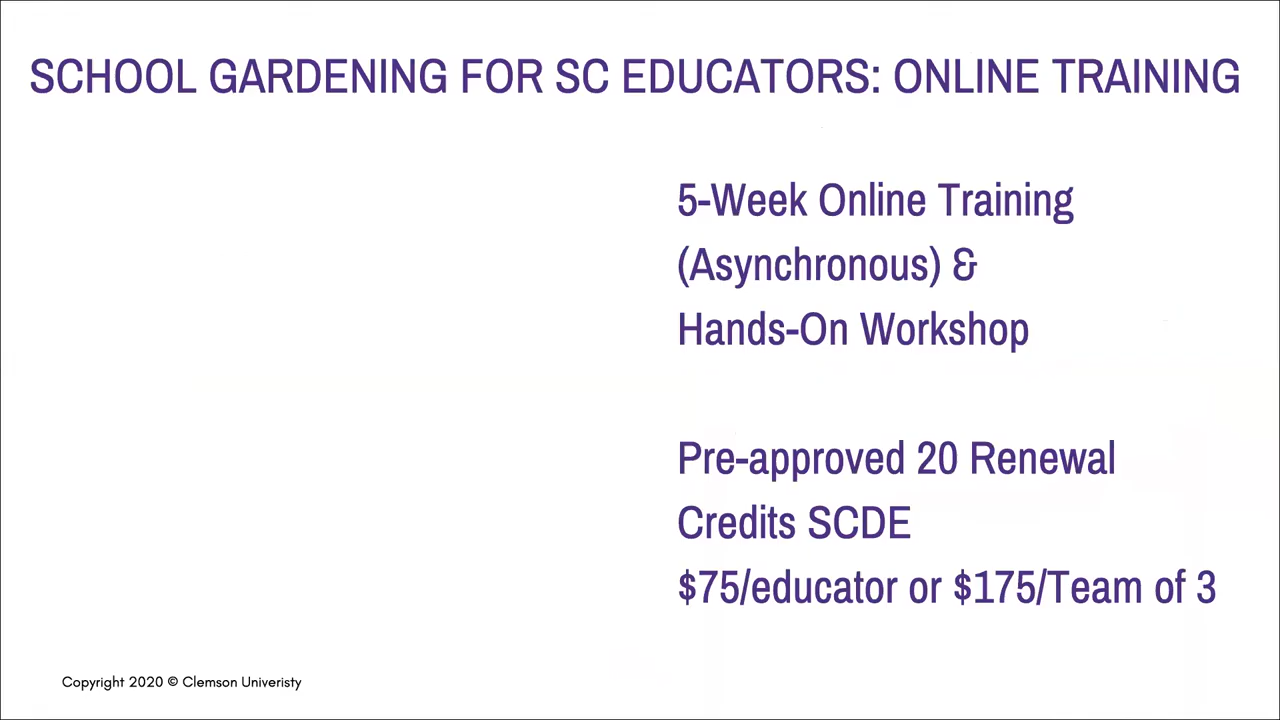 SCHOOL GARDENING FOR SC EDUCATORS: ONLINE TRAINING
5-Week Online Training
(Asynchronous) &
Hands-On Workshop
Pre-approved 20 Renewal
Credits SCDE
$75/educator or $175/Team of 3
Copyright 2020 © Clemson Univeristy